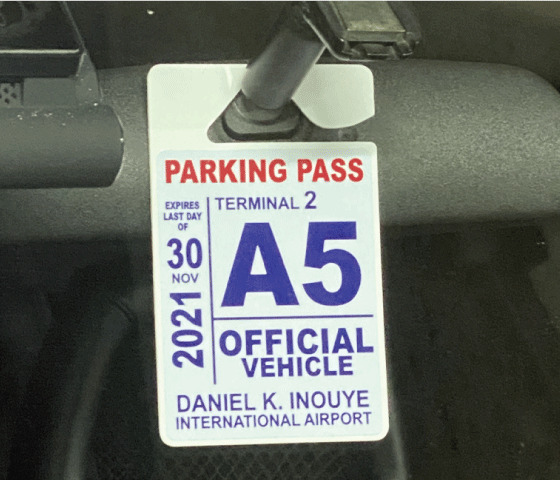 PARKING PASS
EXPIRES
LAST DAY
OF
30
NOV
2021
TERMINAL 2
A5
OFFICIAL
VEHICLE
DANIEL K. INOUYE
INTERNATIONAL AIRPORT